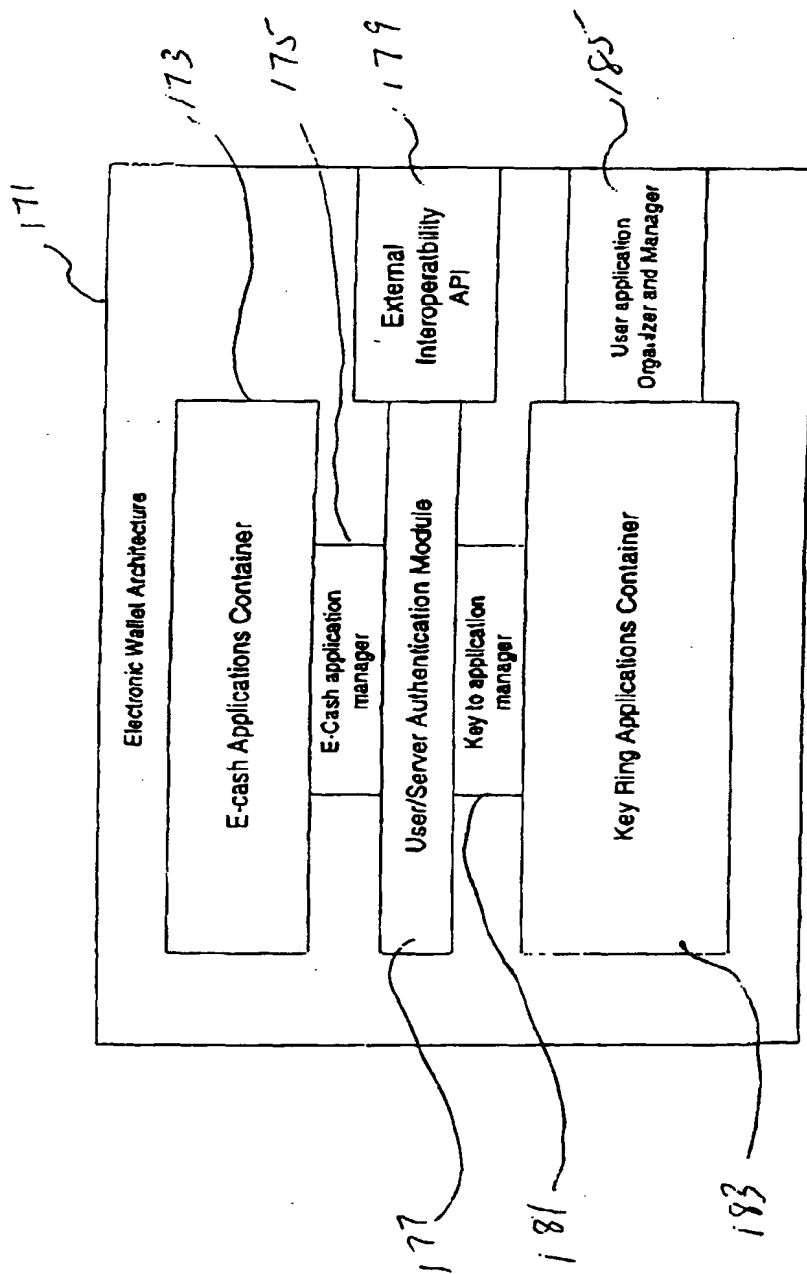 171
173
175
179
185
Electronic Wallet Architecture
E-cash Applications Container
E-Cash application
manager
User/Server Authentication Module
External
Interoperatbility
API
Key to application
manager
Key Ring Applications Container
User application
Organizer and Manager
177
181
183